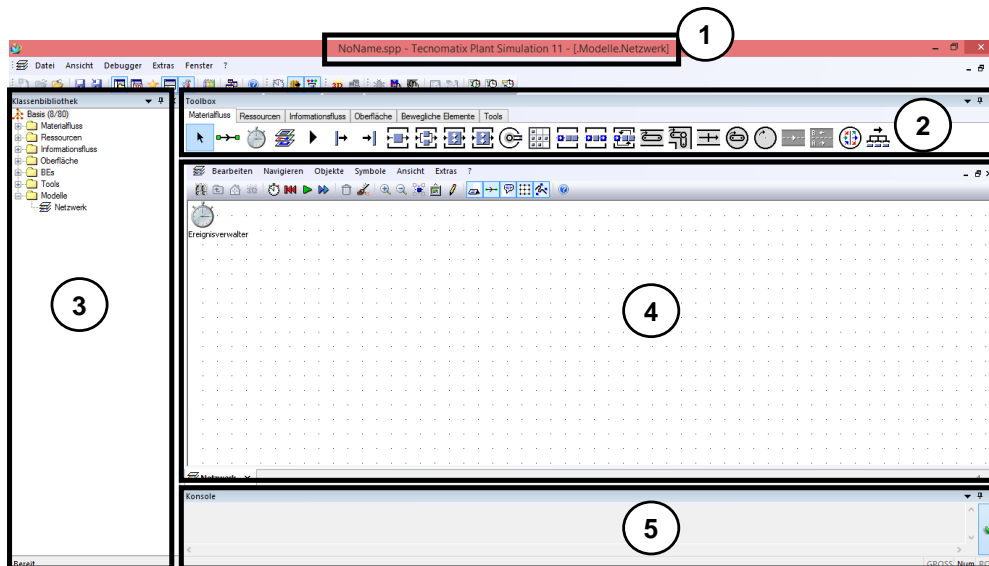 1
NoName.spp - Tecnomatix Plant Simulation 11 - [.Modelle.Netzwerk]
Datei Ansicht Debugger Extras Fenster ?
3D
Klassenbibliothek
Basis (8/80)
Materialfluss
Ressourcen
Informationsfluss
Oberfläche
BEs
Tools
Modelle
Netzwerk
3
Toolbox
Materialfluss Ressourcen Informationsfluss Oberfläche Bewegliche Elemente Tools
2
Bearbeiten Navigieren Objekte Symbole Ansicht Extras ?
Ereignisverwalter
4
Netzwerk
Konsole
5
Bereit
GROSS Num